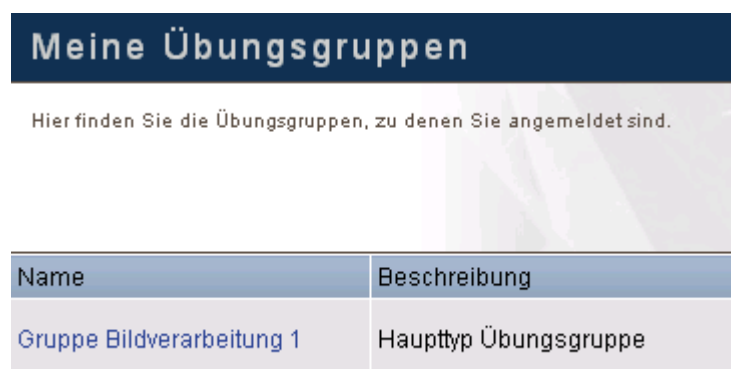 Meine Übungsgruppen
Hier finden Sie die Übungsgruppen, zu denen Sie angemeldet sind.
Name Beschreibung
Gruppe Bildverarbeitung 1 Haupttyp Übungsgruppe